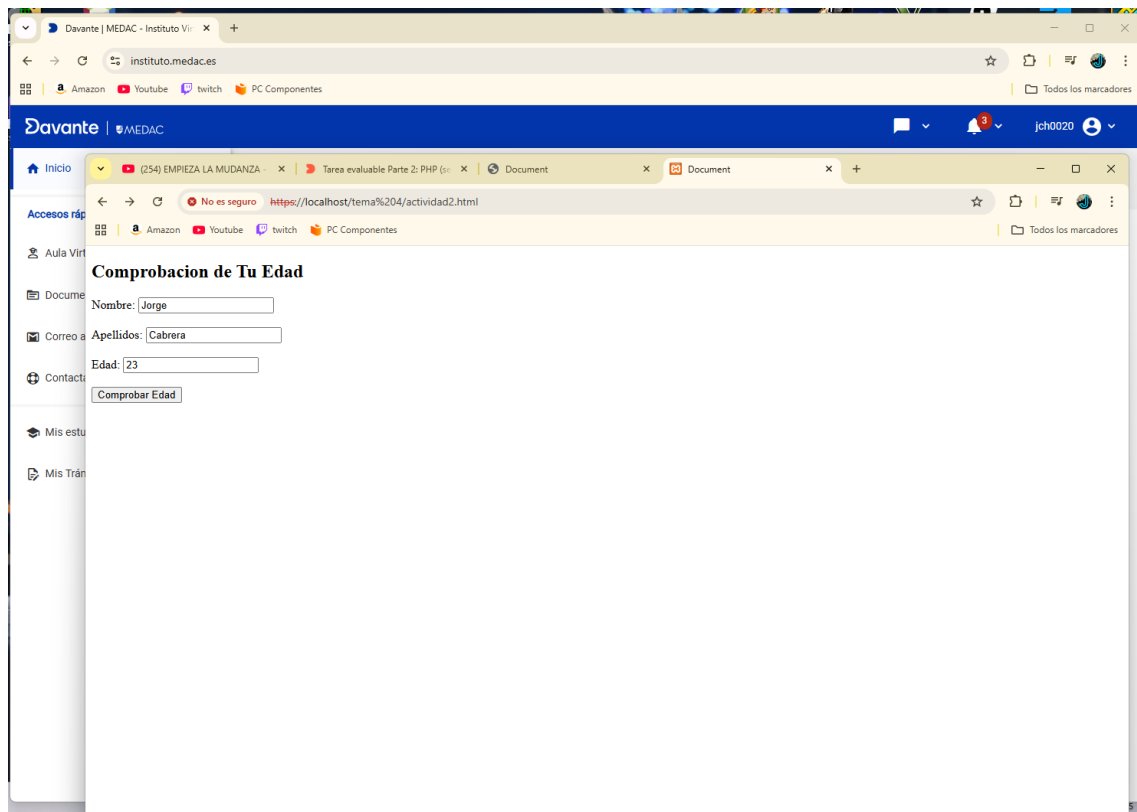 Davante | MEDAC - Instituto Vir
instituto.medac.es
Amazon Youtube twitch PC Componentes Todos los marcadores
Davante | MEDAC 3 jch0020
Inicio
(254) EMPIEZA LA MUDANZA - Tarea evaluable Parte 2: PHP (so Document Document
No es seguro https://localhost/tema%204/actividad2.html
Accesos ráp
Amazon Youtube twitch PC Componentes Todos los marcadores
Aula Virt
Comprobacion de Tu Edad
Docume
Nombre: Jorge
Correo a
Apellidos: Cabrera
Edad: 23
Contacta
Comprobar Edad
Mis estu
Mis Trán